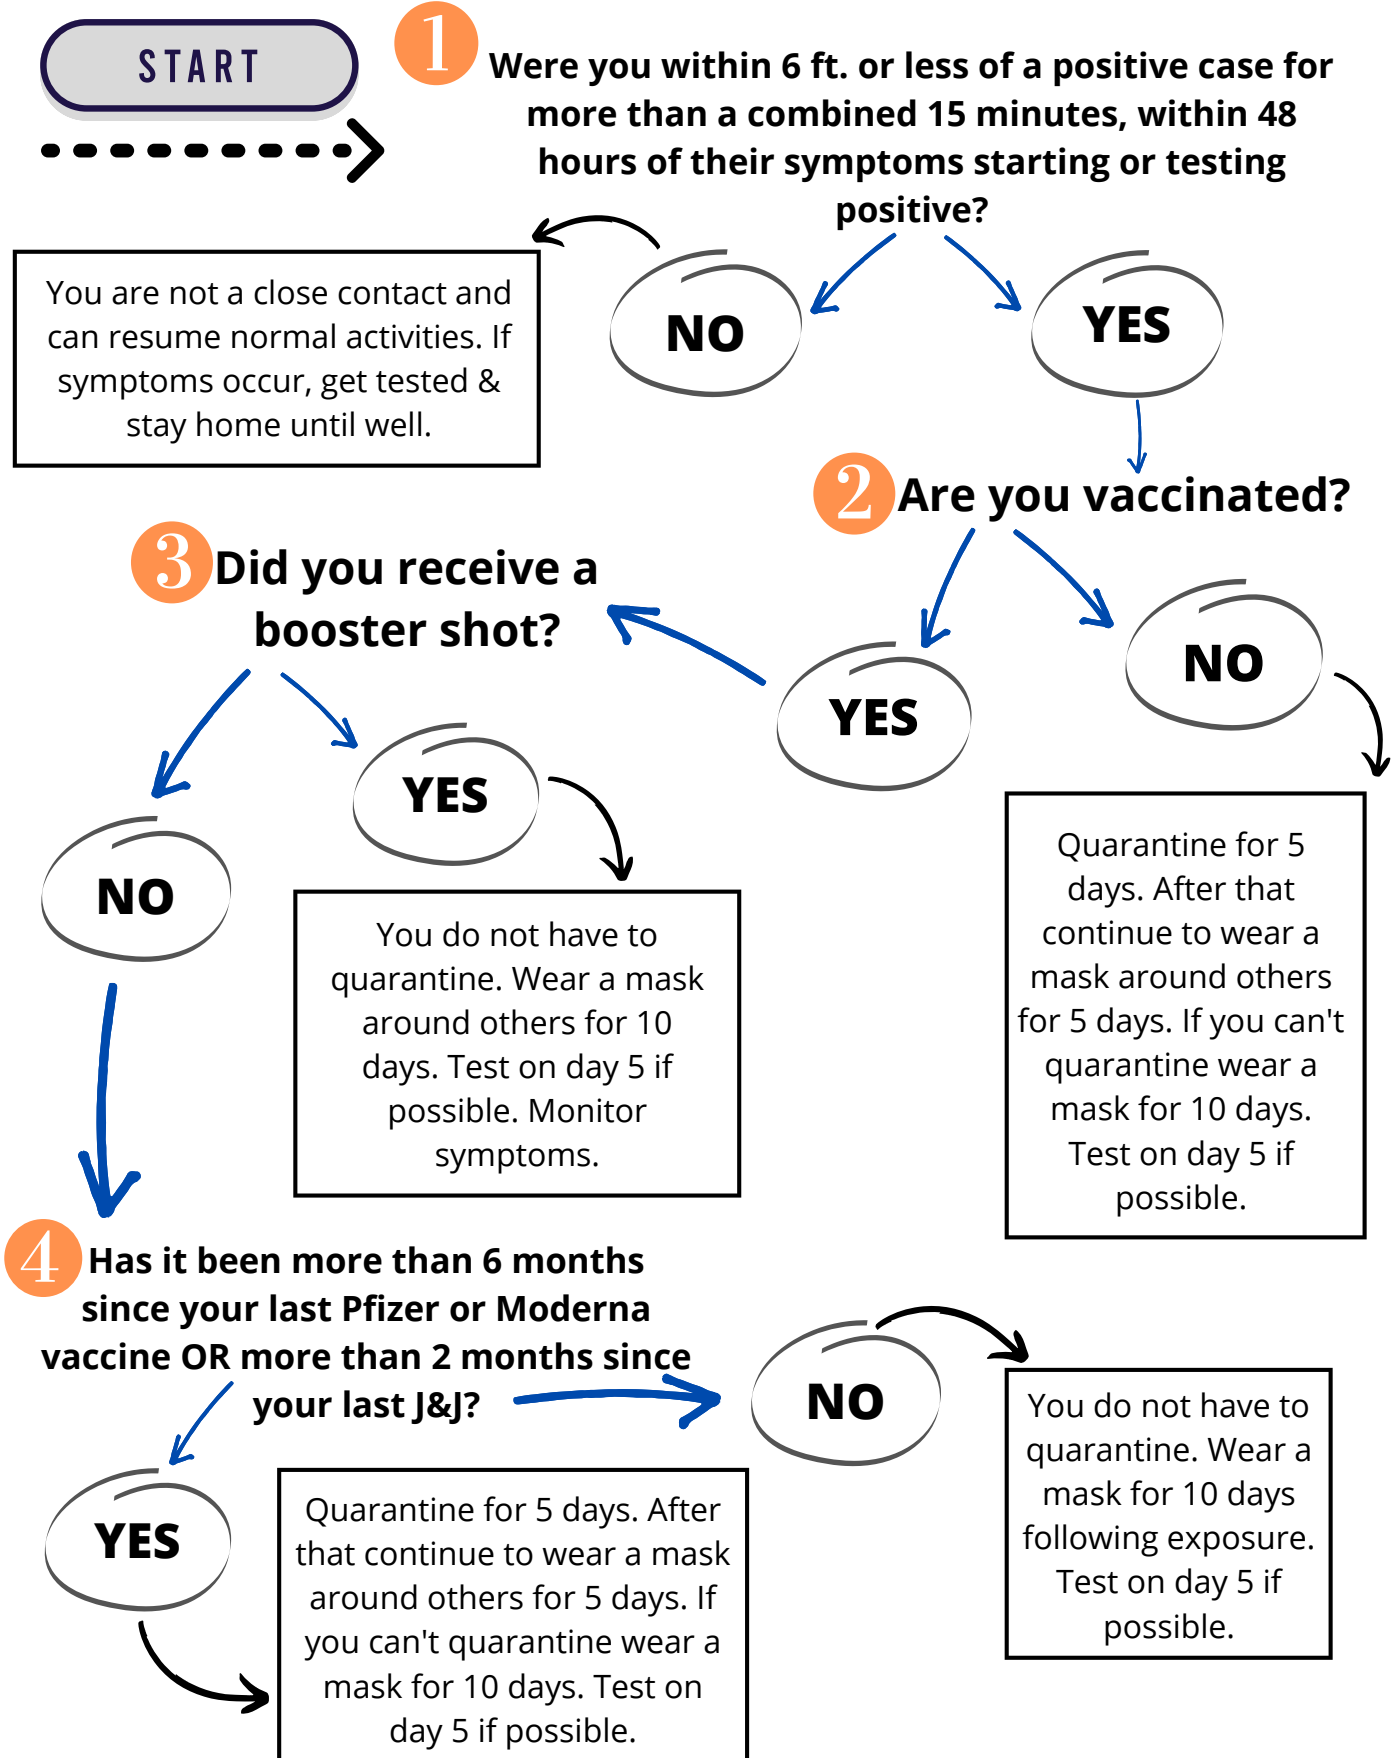 START
1
Were you within 6 ft. or less of a positive case for
more than a combined 15 minutes, within 48
hours of their symptoms starting or testing
positive?
NO
YES
You are not a close contact and
can resume normal activities. If
symptoms occur, get tested &
stay home until well.
2
Are you vaccinated?
YES
NO
Quarantine for 5
days. After that
continue to wear a
mask around others
for 5 days. If you can't
quarantine wear a
mask for 10 days.
Test on day 5 if
possible.
3
Did you receive a
booster shot?
NO
YES
You do not have to
quarantine. Wear a mask
around others for 10
days. Test on day 5 if
possible. Monitor
symptoms.
4
Has it been more than 6 months
since your last Pfizer or Moderna
vaccine OR more than 2 months since
your last J&J?
NO
You do not have to
quarantine. Wear a
mask for 10 days
following exposure.
Test on day 5 if
possible.
YES
Quarantine for 5 days. After
that continue to wear a mask
around others for 5 days. If
you can't quarantine wear a
mask for 10 days. Test on
day 5 if possible.